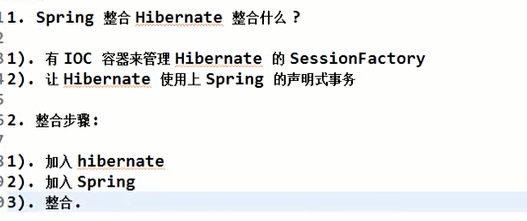 1. Spring 整合 Hibernate 整合什么 ?
1). 有 IOC 容器来管理 Hibernate 的 SessionFactory
2). 让 Hibernate 使用上 Spring 的声明式事务
2. 整合步骤:
1). 加入 hibernate
2). 加入 Spring
3). 整合.